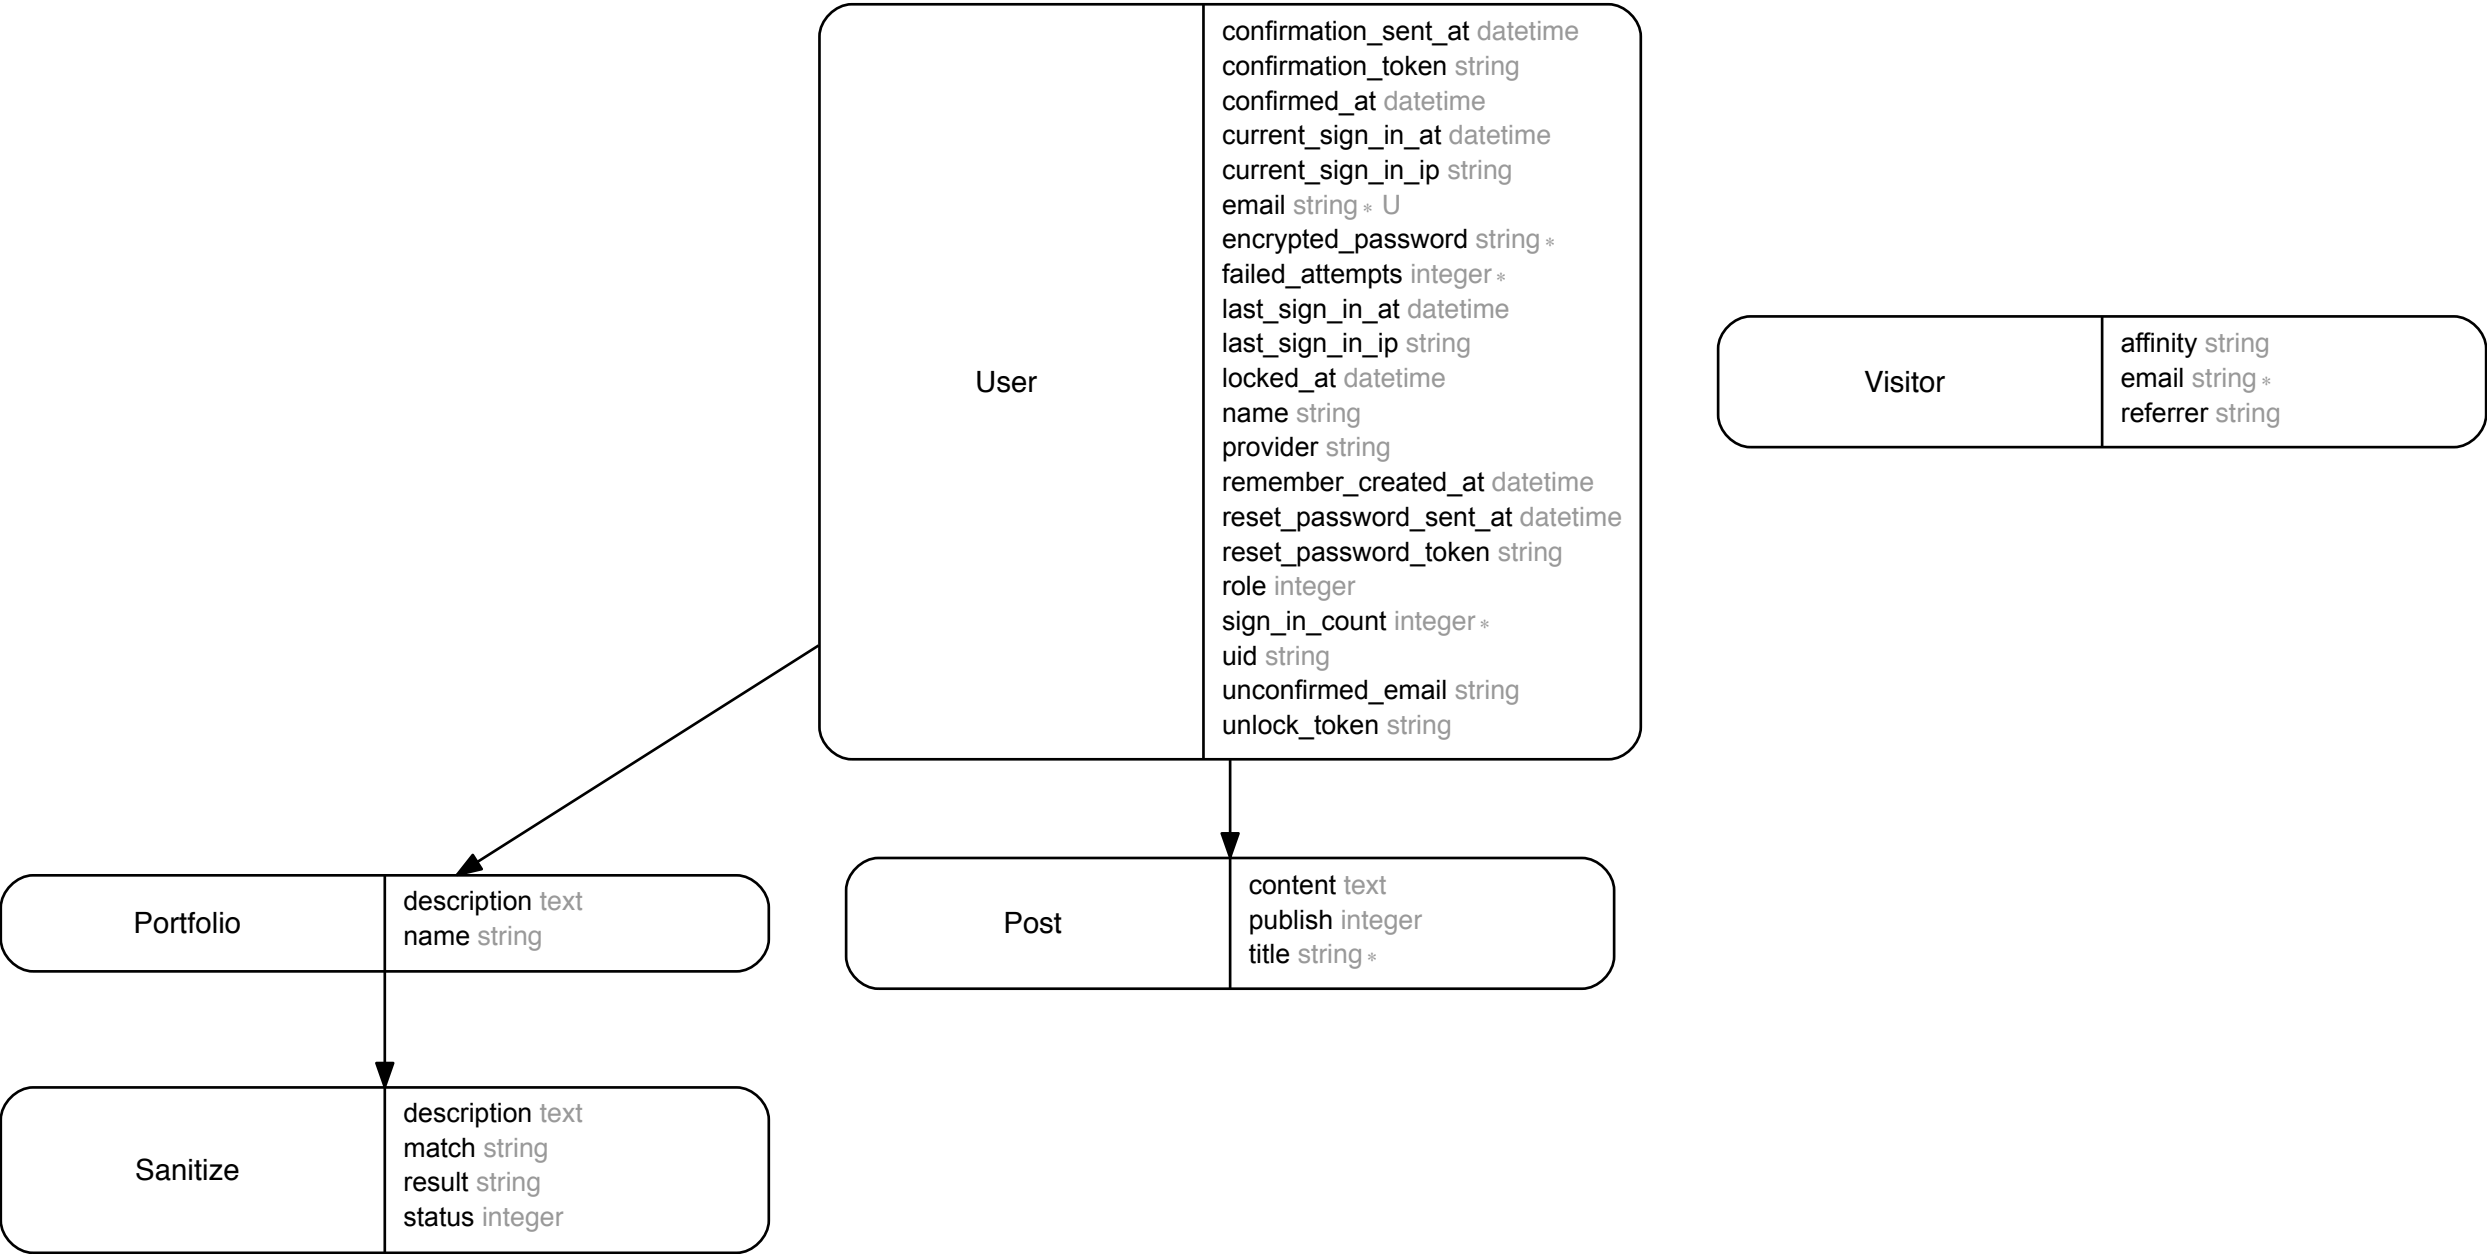 User
confirmation_sent_at datetime
confirmation_token string
confirmed_at datetime
current_sign_in_at datetime
current_sign_in_ip string
email string ∗ U
encrypted_password string ∗
failed_attempts integer ∗
last_sign_in_at datetime
last_sign_in_ip string
locked_at datetime
name string
provider string
remember_created_at datetime
reset_password_sent_at datetime
reset_password_token string
role integer
sign_in_count integer ∗
uid string
unconfirmed_email string
unlock_token string
Visitor
affinity string
email string ∗
referrer string
Portfolio
description text
name string
Post
content text
publish integer
title string ∗
Sanitize
description text
match string
result string
status integer